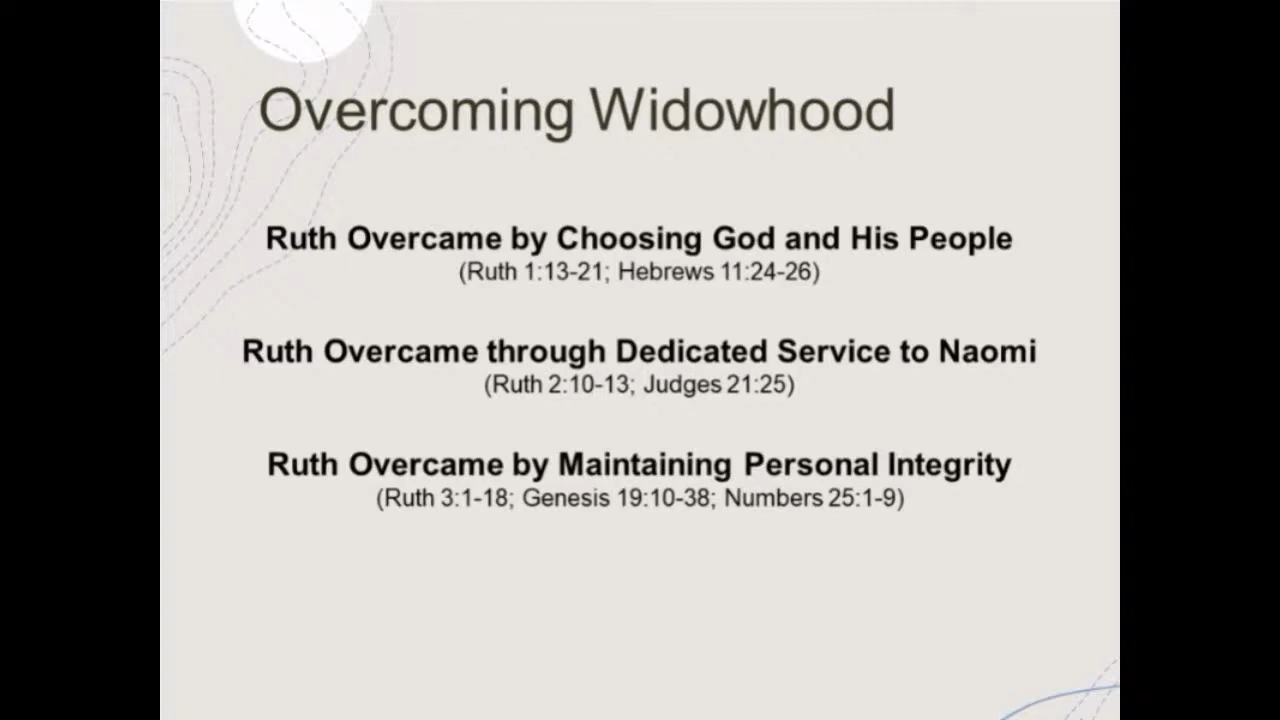 Overcoming Widowhood
Ruth Overcame by Choosing God and His People
(Ruth 1:13-21; Hebrews 11:24-26)
Ruth Overcame through Dedicated Service to Naomi
(Ruth 2:10-13; Judges 21:25)
Ruth Overcame by Maintaining Personal Integrity
(Ruth 3:1-18; Genesis 19:10-38; Numbers 25:1-9)